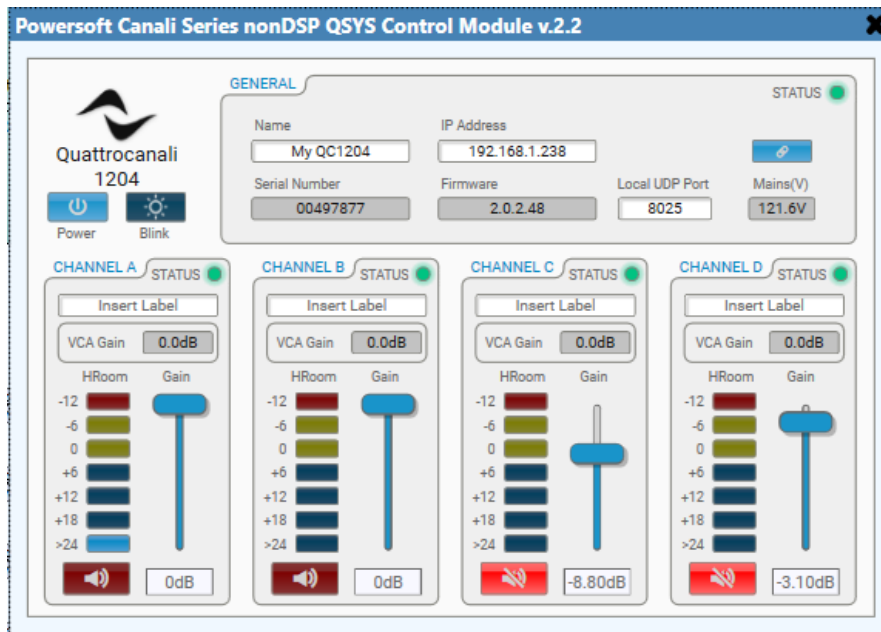 Powersoft Canali Series nonDSP QSYS Control Module v.2.2
Quattrocanali
1204
Power Blink
GENERAL STATUS
Name IP Address
My QC1204 192.168.1.238
Serial Number Firmware Local UDP Port Mains(V)
00497877 2.0.2.48 8025 121.6V
CHANNEL A STATUS
Insert Label
VCA Gain 0.0dB
HRoom Gain
-12
-6
0
+6
+12
+18
>24
0dB
CHANNEL B STATUS
Insert Label
VCA Gain 0.0dB
HRoom Gain
-12
-6
0
+6
+12
+18
>24
0dB
CHANNEL C STATUS
Insert Label
VCA Gain 0.0dB
HRoom Gain
-12
-6
0
+6
+12
+18
>24
-8.80dB
CHANNEL D STATUS
Insert Label
VCA Gain 0.0dB
HRoom Gain
-12
-6
0
+6
+12
+18
>24
-3.10dB